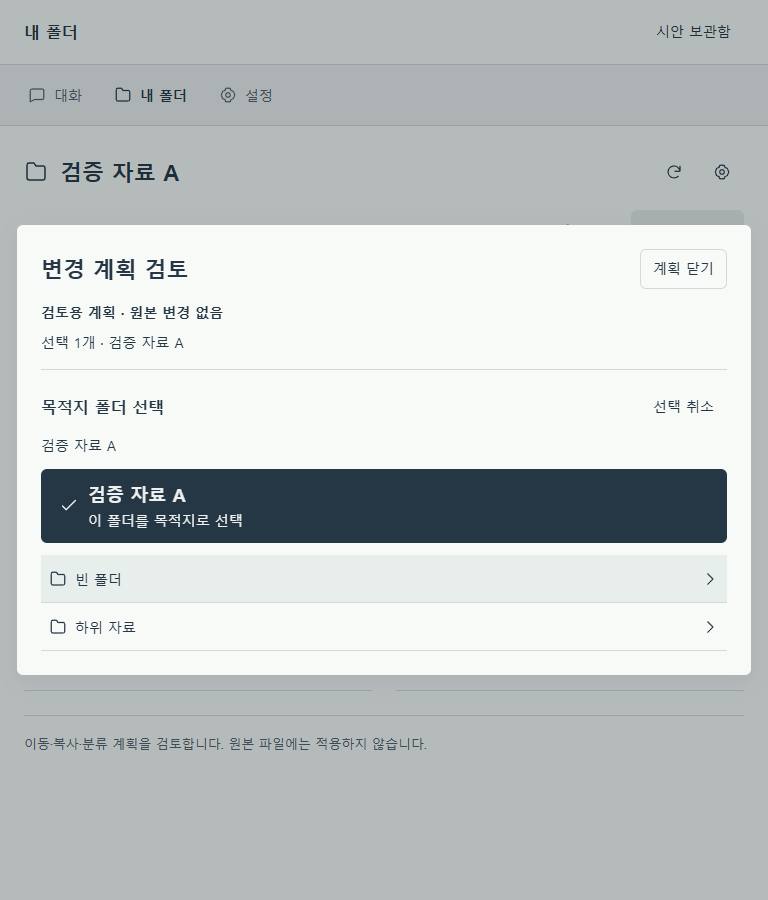 내 폴더
시안 보관함
대화
내 폴더
설정
검증 자료 A
변경 계획 검토
계획 닫기
검토용 계획 · 원본 변경 없음
선택 1개 · 검증 자료 A
목적지 폴더 선택
선택 취소
검증 자료 A
검증 자료 A
이 폴더를 목적지로 선택
빈 폴더
하위 자료
이동·복사·분류 계획을 검토합니다. 원본 파일에는 적용하지 않습니다.